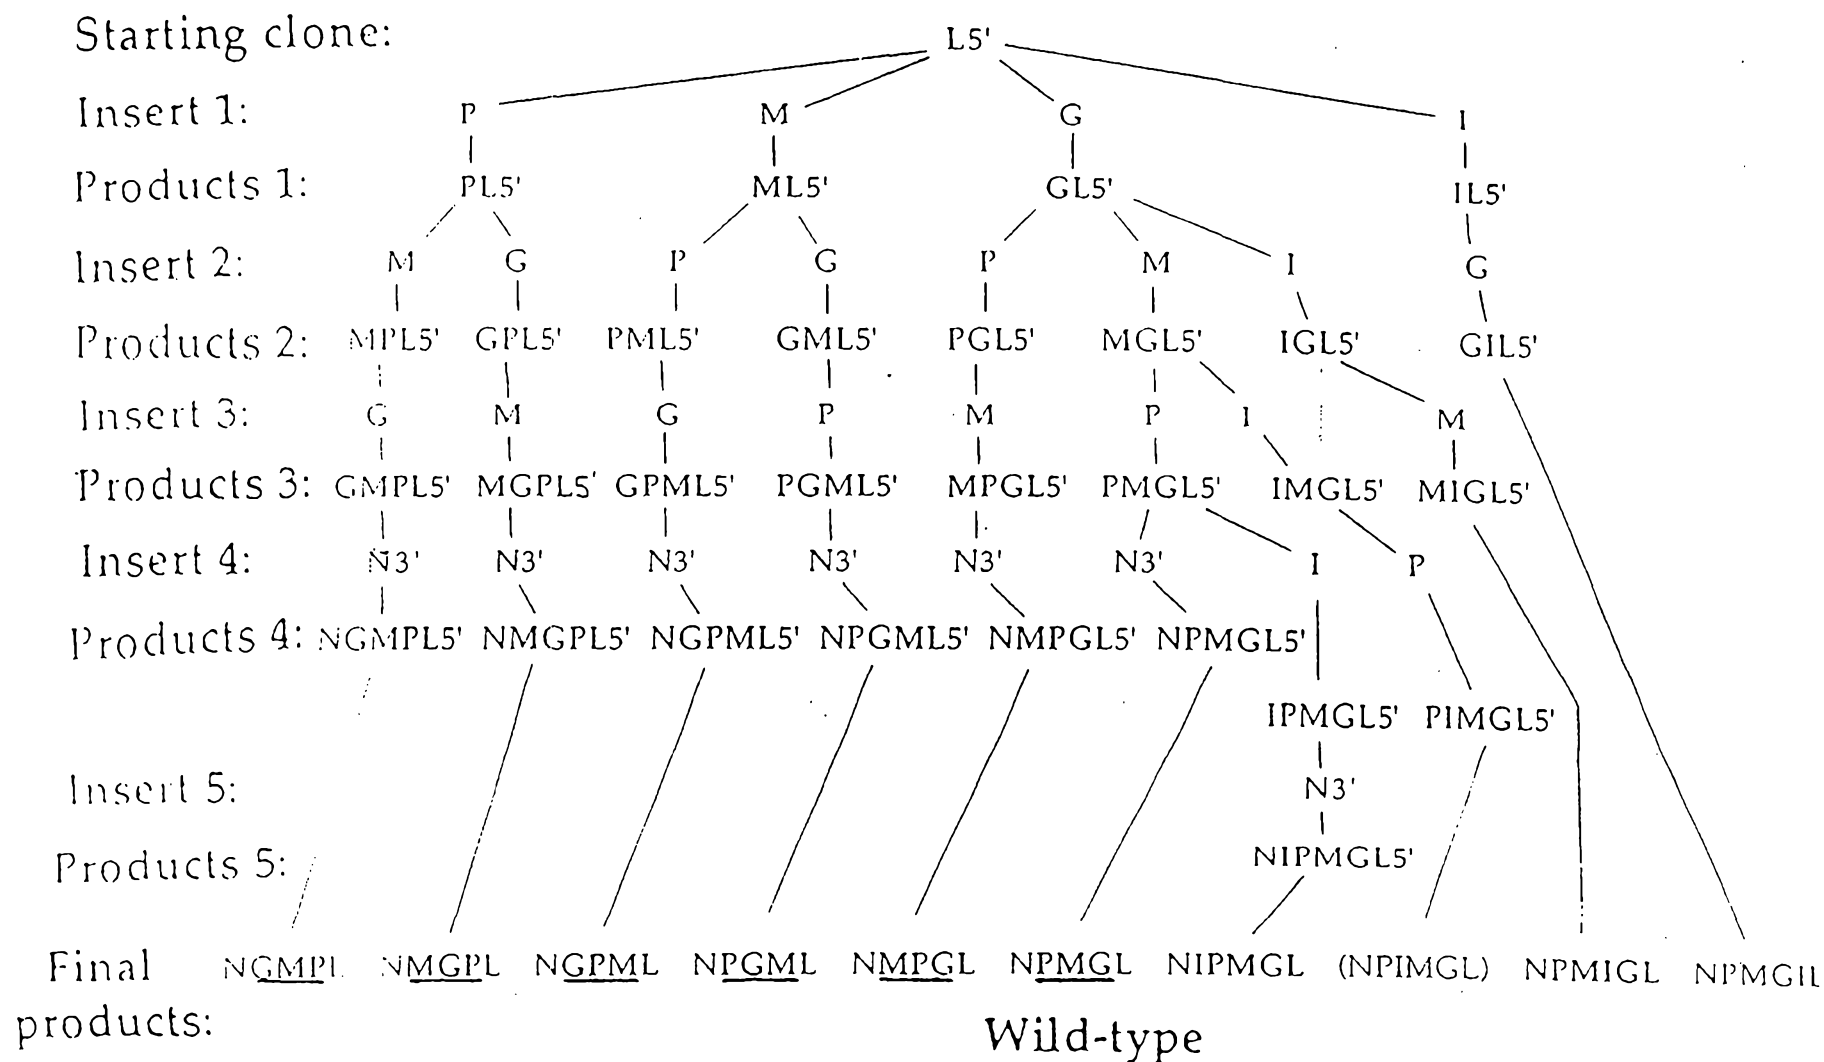 Starting clone: L5'
Insert 1: P M G I
Products 1: PL5' ML5' GL5' IL5'
Insert 2: M G P G P M I G
Products 2: MPL5' GPL5' PML5' GML5' PGL5' MGL5' IGL5' GIL5'
Insert 3: G M G P M P I M
Products 3: GMPL5' MGPL5' GPML5' PGML5' MPGL5' PMGL5' IMGL5' MIGL5'
Insert 4: N3' N3' N3' N3' N3' N3' I P
Products 4: NGMPL5' NMGPL5' NGPML5' NPGML5' NMPGL5' NPMGL5'
IPMGL5' PIMGL5'
Insert 5: N3'
Products 5: NIPMGL5'
Final NGMPL NMGPL NGPML NPGML NMPGL NPMGL NIPMGL (NPIMGL) NPMIGL NPMGIL
products: Wild-type